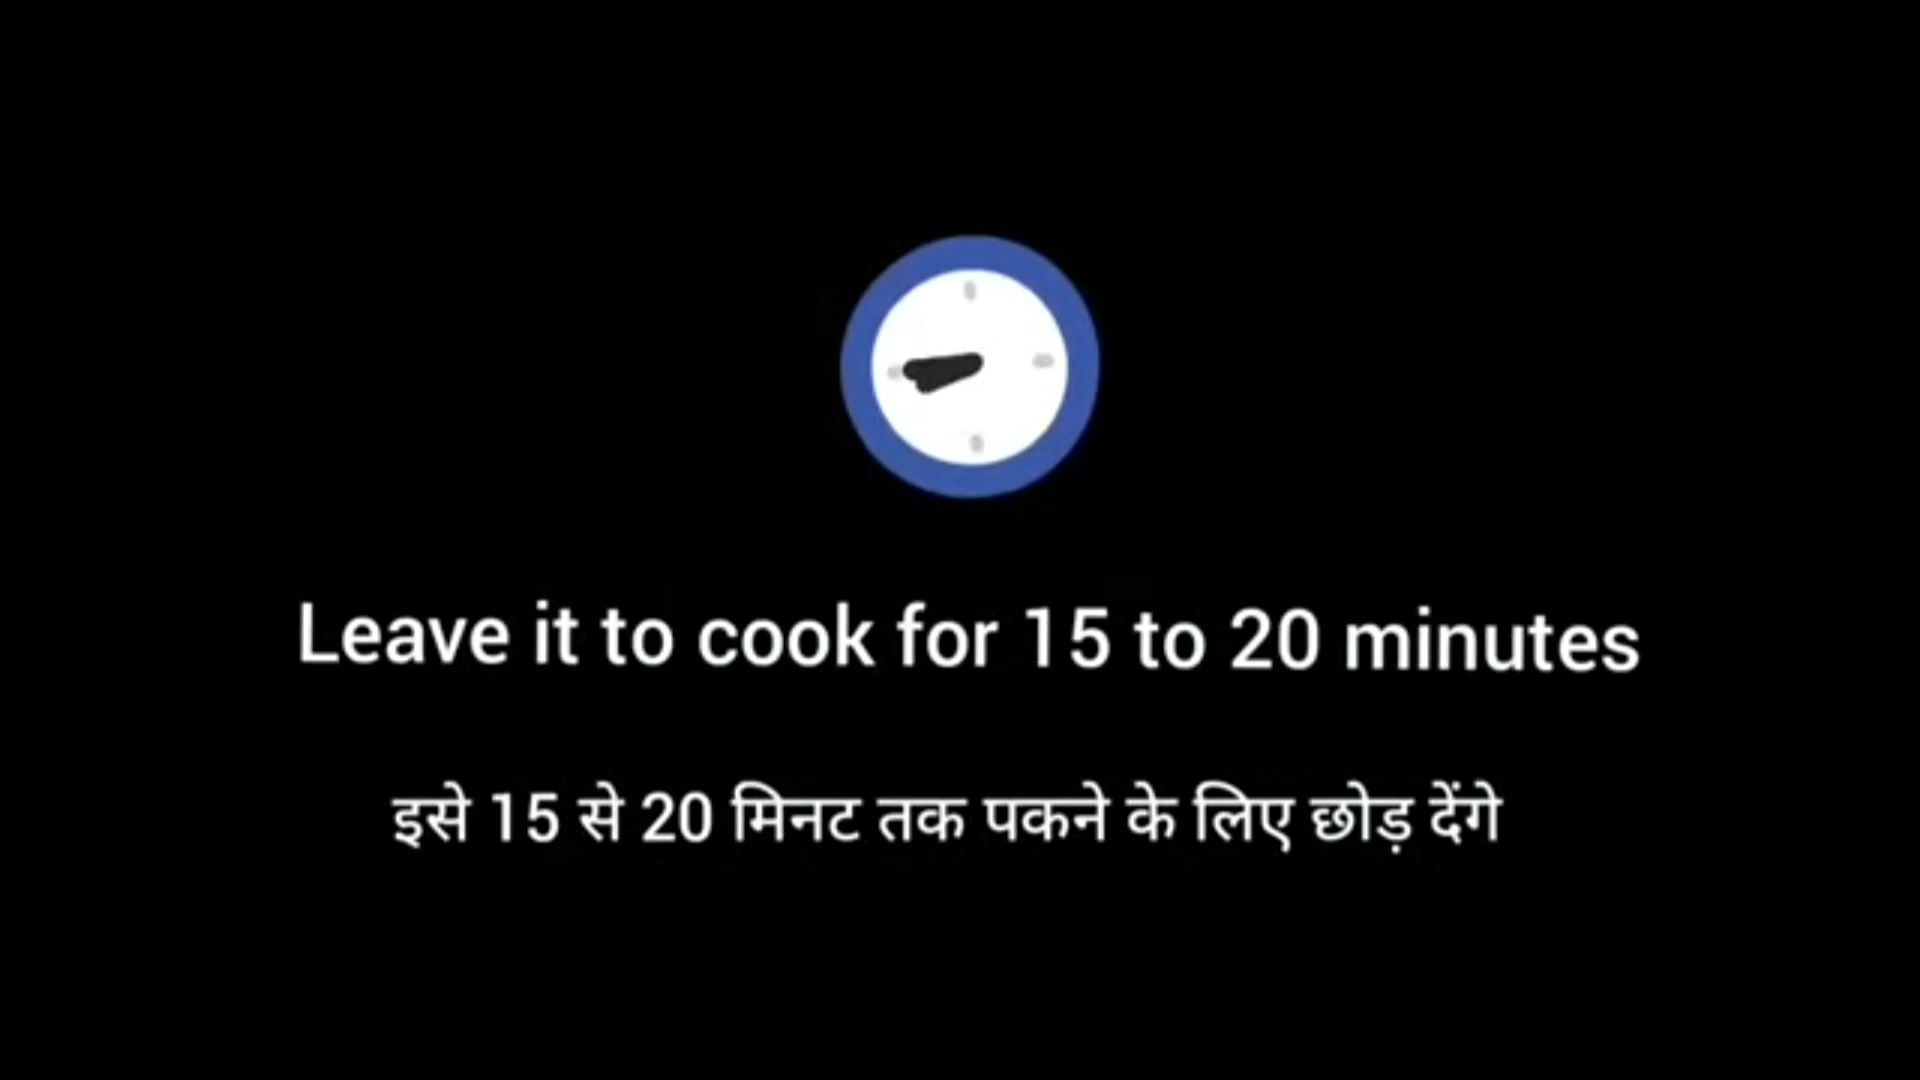 Leave it to cook for 15 to 20 minutes
इसे 15 से 20 मिनट तक पकने के लिए छोड़ देंगे